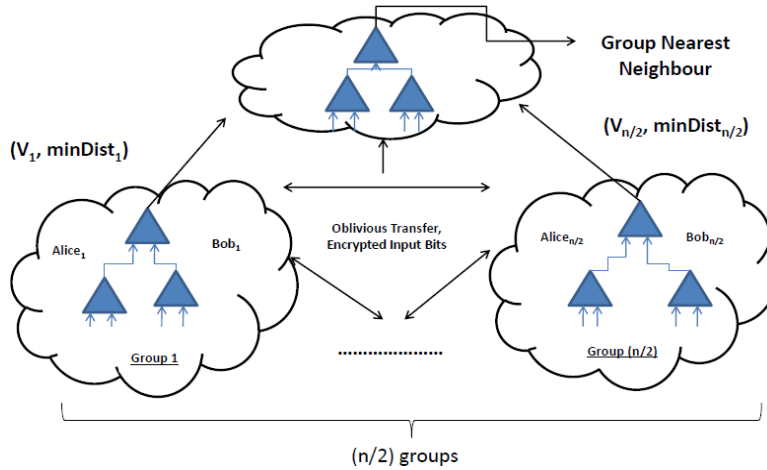 Group Nearest
Neighbour
(V₁, minDist₁)
(Vn/2, minDistn/2)
Alice₁
Bob₁
Oblivious Transfer,
Encrypted Input Bits
Alicen/2
Bobn/2
Group 1
.....................
Group (n/2)
(n/2) groups